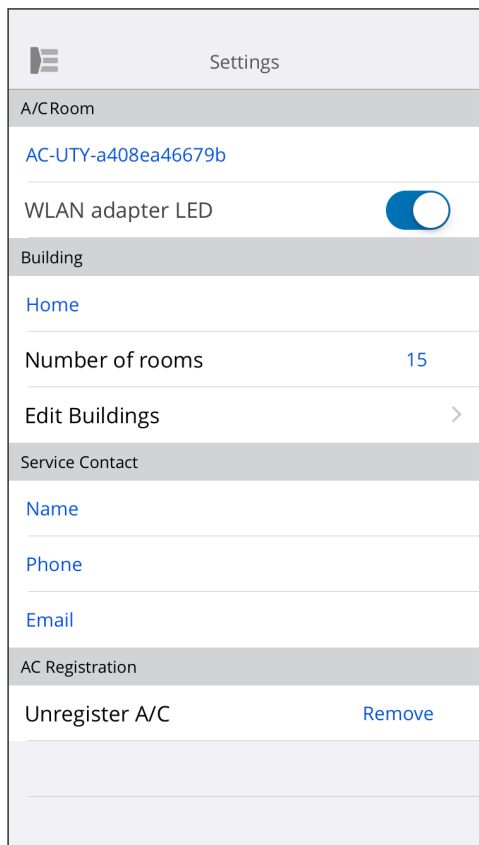 Settings
A/C Room
AC-UTY-a408ea46679b
WLAN adapter LED
Building
Home
Number of rooms 15
Edit Buildings
Service Contact
Name
Phone
Email
AC Registration
Unregister A/C Remove